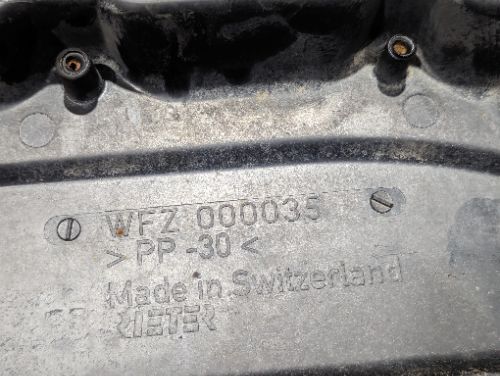 WFZ 000035
>PP-30<
Made in Switzerland
RIETER